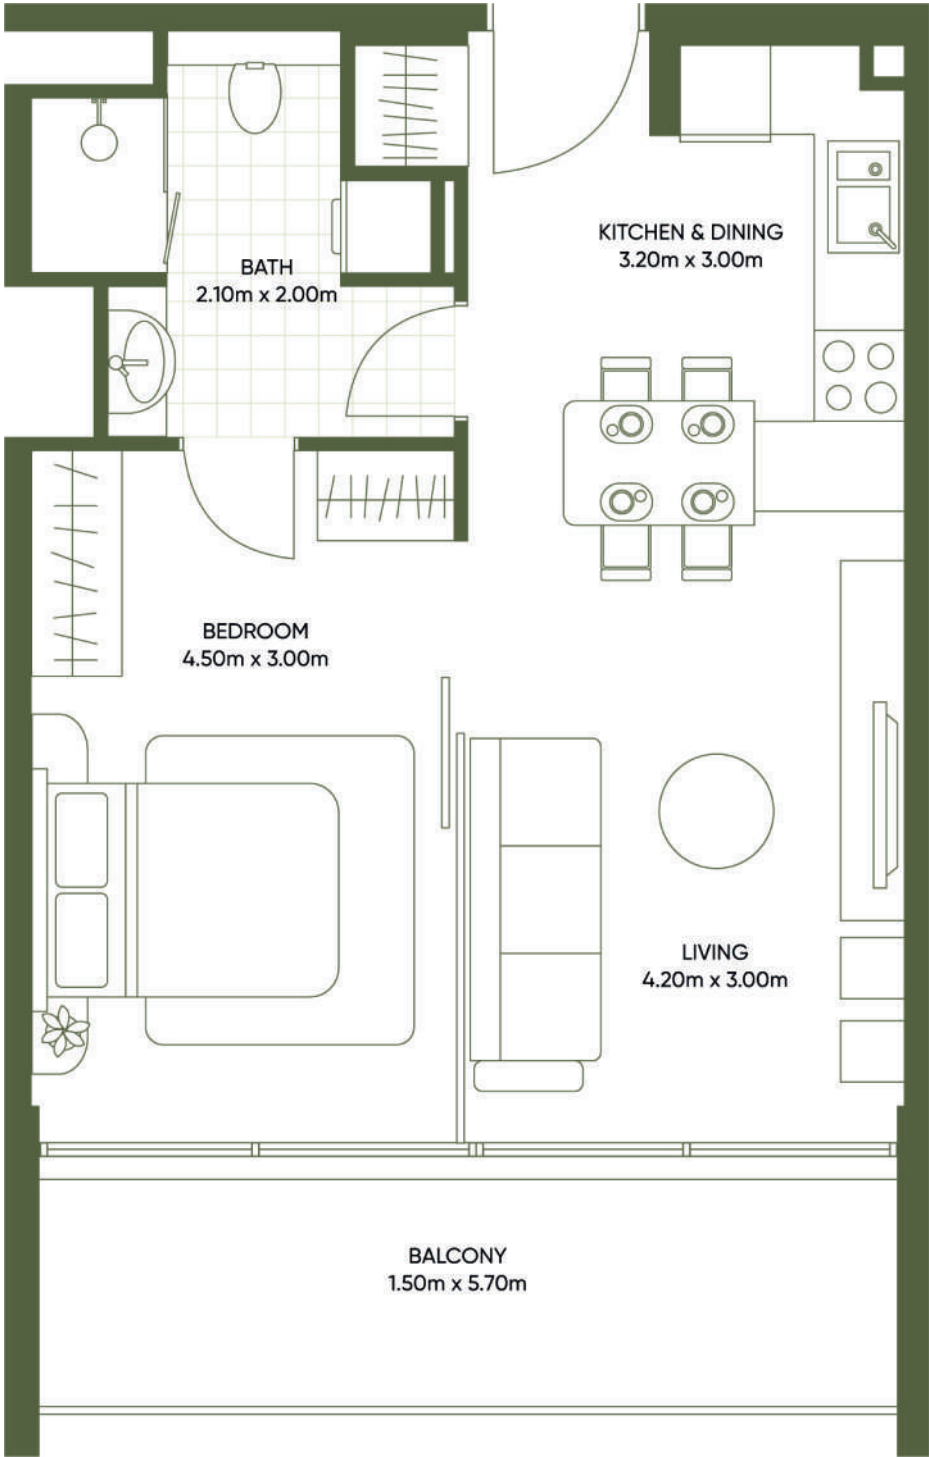 KITCHEN & DINING
3.20m x 3.00m
BATH
2.10m x 2.00m
BEDROOM
4.50m x 3.00m
LIVING
4.20m x 3.00m
BALCONY
1.50m x 5.70m